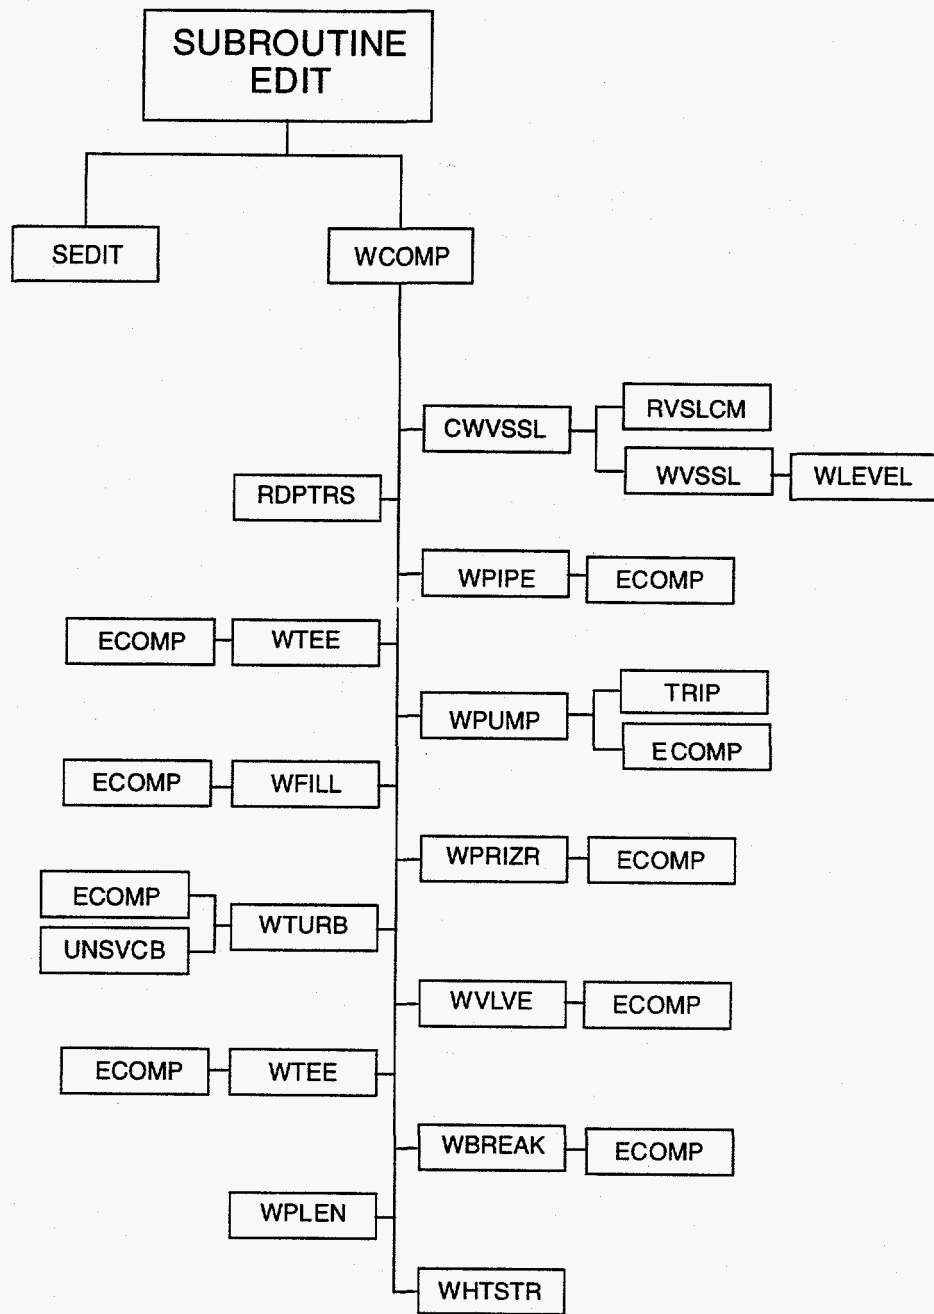 SUBROUTINE
EDIT
SEDIT
WCOMP
RVSLCM
CWVSSL
WVSSL
WLEVEL
RDPTRS
WPIPE
ECOMP
ECOMP
WTEE
TRIP
WPUMP
ECOMP
ECOMP
WFILL
WPRIZR
ECOMP
ECOMP
WTURB
UNSVCB
WVLVE
ECOMP
ECOMP
WTEE
WBREAK
ECOMP
WPLEN
WHTSTR